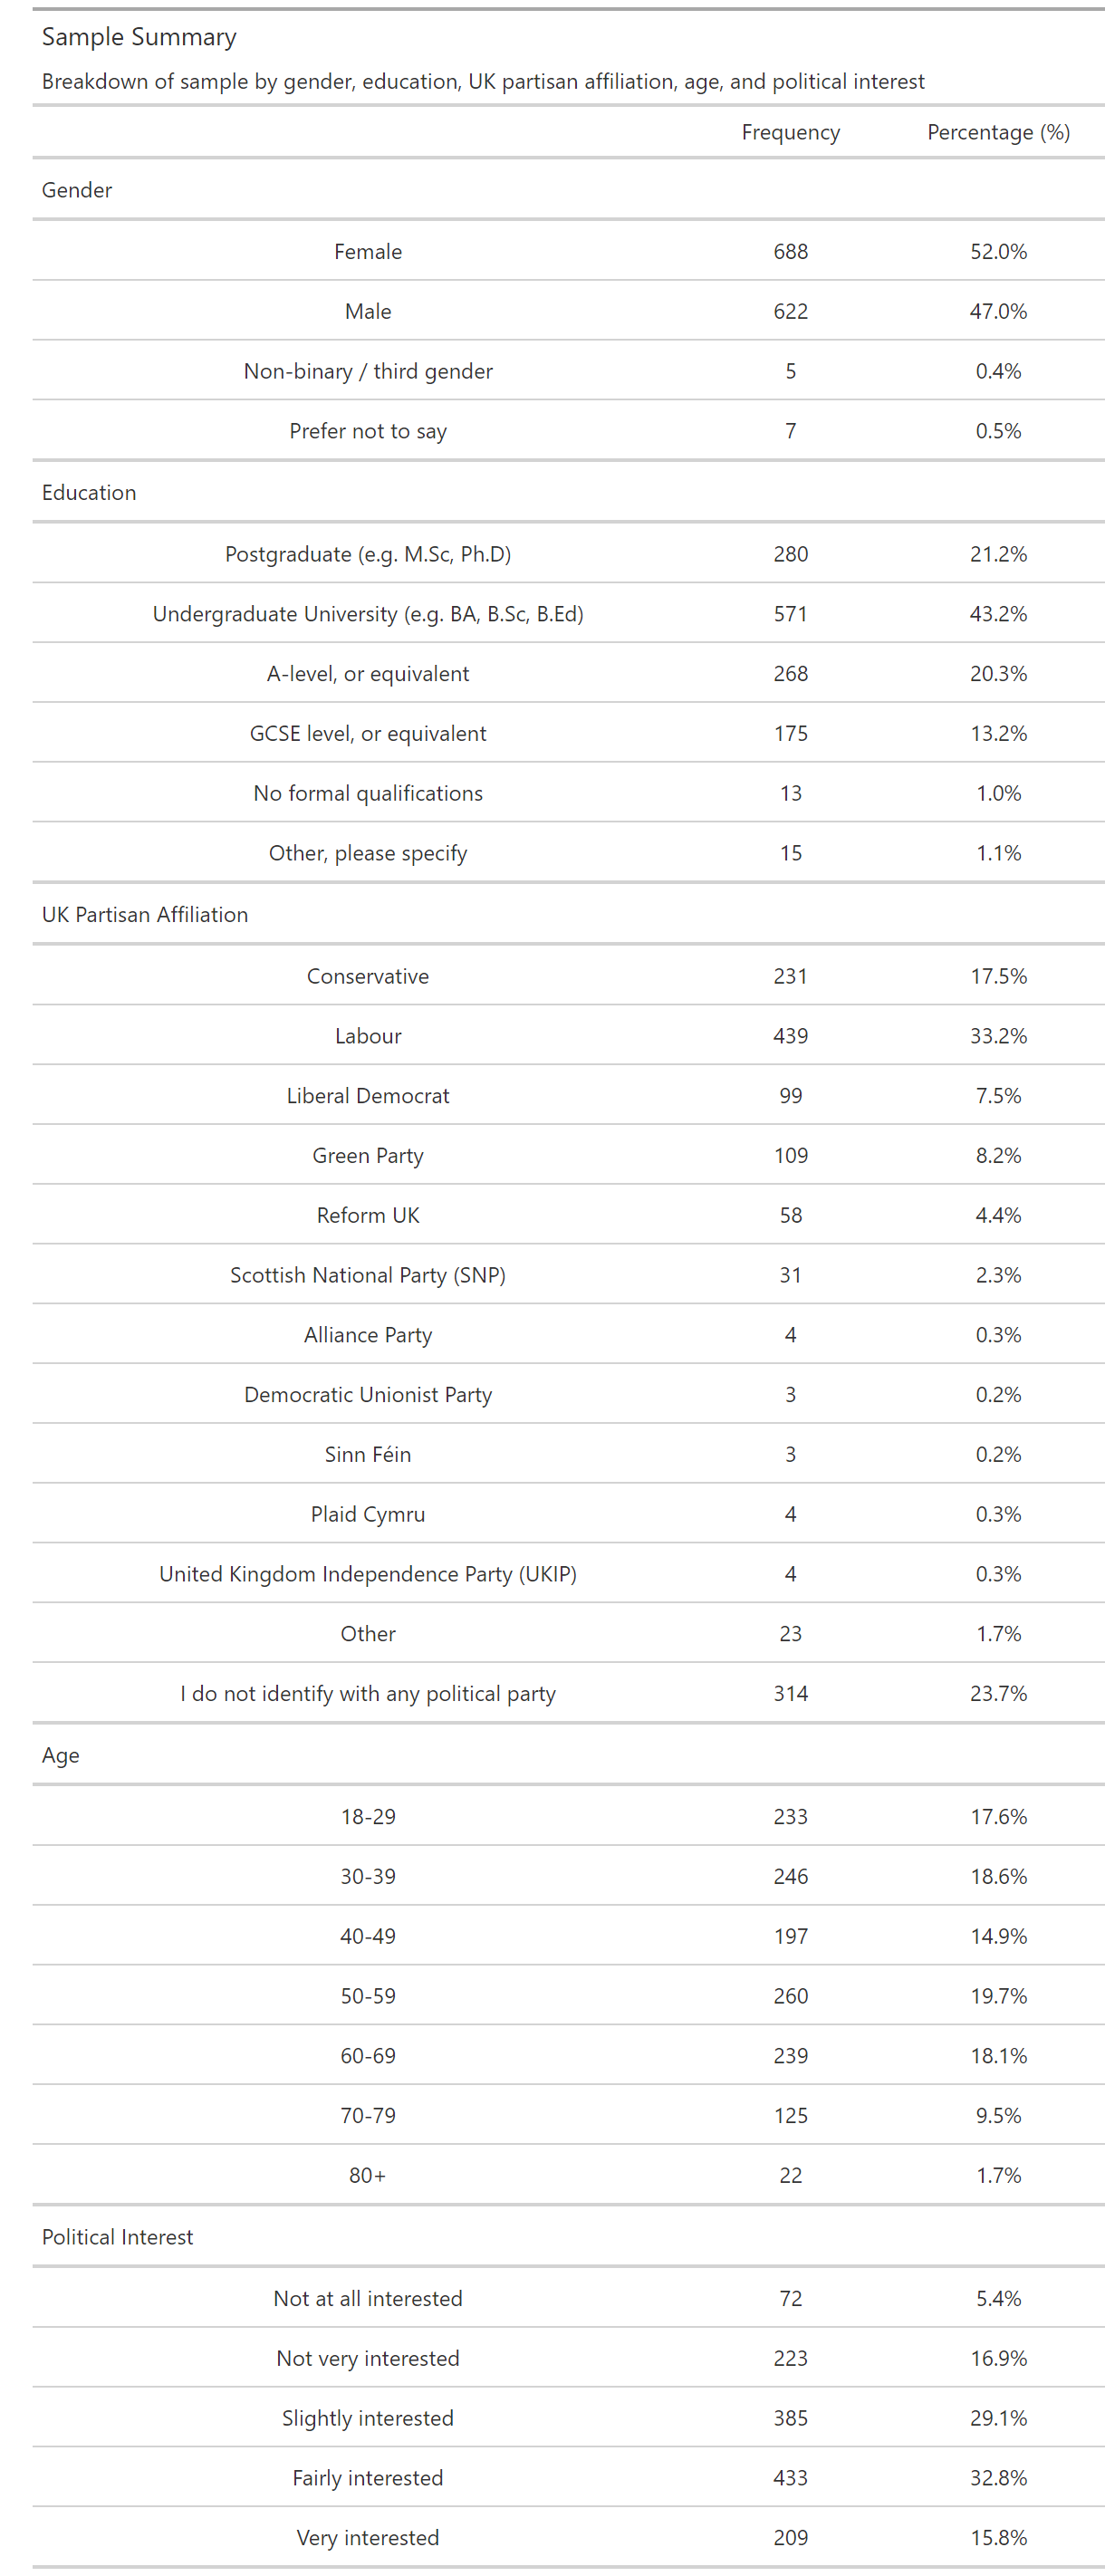 Sample Summary
Breakdown of sample by gender, education, UK partisan affiliation, age, and political interest
Frequency Percentage (%)
Gender
Female 688 52.0%
Male 622 47.0%
Non-binary / third gender 5 0.4%
Prefer not to say 7 0.5%
Education
Postgraduate (e.g. M.Sc, Ph.D) 280 21.2%
Undergraduate University (e.g. BA, B.Sc, B.Ed) 571 43.2%
A-level, or equivalent 268 20.3%
GCSE level, or equivalent 175 13.2%
No formal qualifications 13 1.0%
Other, please specify 15 1.1%
UK Partisan Affiliation
Conservative 231 17.5%
Labour 439 33.2%
Liberal Democrat 99 7.5%
Green Party 109 8.2%
Reform UK 58 4.4%
Scottish National Party (SNP) 31 2.3%
Alliance Party 4 0.3%
Democratic Unionist Party 3 0.2%
Sinn Féin 3 0.2%
Plaid Cymru 4 0.3%
United Kingdom Independence Party (UKIP) 4 0.3%
Other 23 1.7%
I do not identify with any political party 314 23.7%
Age
18-29 233 17.6%
30-39 246 18.6%
40-49 197 14.9%
50-59 260 19.7%
60-69 239 18.1%
70-79 125 9.5%
80+ 22 1.7%
Political Interest
Not at all interested 72 5.4%
Not very interested 223 16.9%
Slightly interested 385 29.1%
Fairly interested 433 32.8%
Very interested 209 15.8%